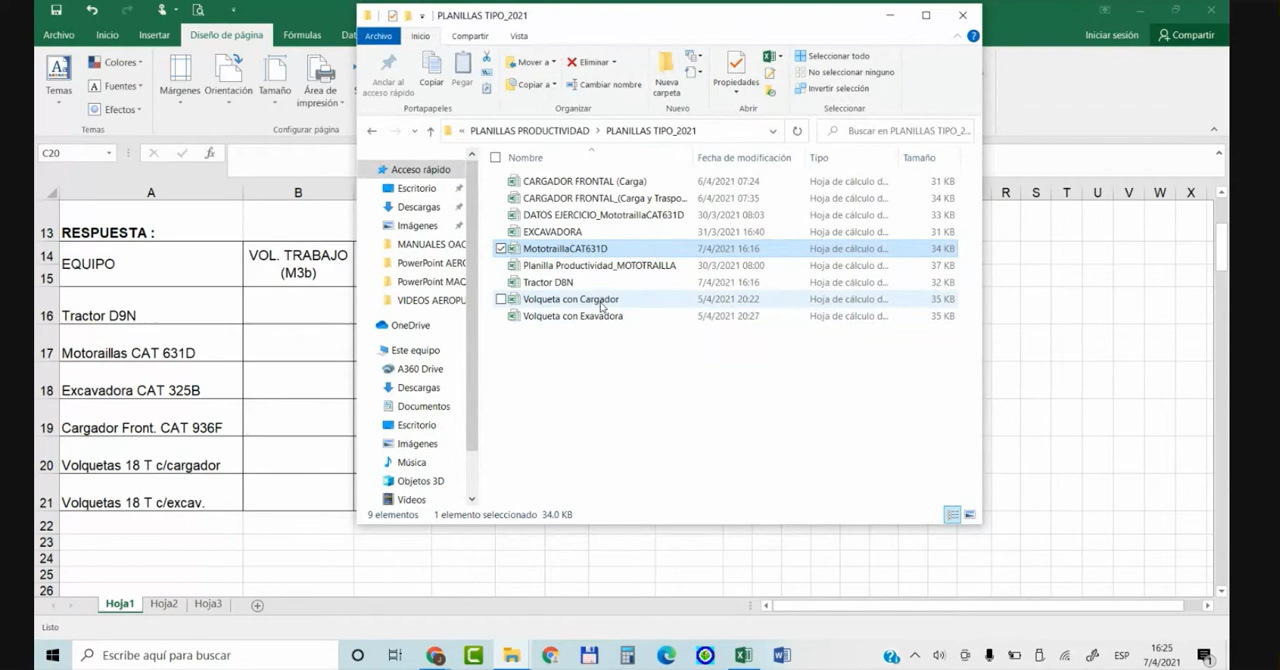 PLANILLAS TIPO_2021
Archivo Inicio Insertar Diseño de página Fórmulas Dat
Iniciar sesión Compartir
Archivo Inicio Compartir Vista
Temas Colores Fuentes Efectos Márgenes Orientación Tamaño Área de impresión
Temas Configurar página
Anclar al acceso rápido Copiar Pegar
Mover a Eliminar
Copiar a Cambiar nombre
Nueva carpeta
Propiedades
Seleccionar todo
No seleccionar ninguno
Invertir selección
Portapapeles Organizar Nuevo Abrir Seleccionar
« PLANILLAS PRODUCTIVIDAD > PLANILLAS TIPO_2021
Buscar en PLANILLAS TIPO_2...
C20
fx
A B R S T U V W X
13 RESPUESTA :
14 EQUIPO VOL. TRABAJO
15 (M3b)
16 Tractor D9N
17 Motoraillas CAT 631D
18 Excavadora CAT 325B
19 Cargador Front. CAT 936F
20 Volquetas 18 T c/cargador
21 Volquetas 18 T c/excav.
22
23
24
25
26
Acceso rápido
Escritorio
Descargas
Imágenes
MANUALES OAC
PowerPoint AERO
PowerPoint MAC
VIDEOS AEROPU
OneDrive
Este equipo
A360 Drive
Descargas
Documentos
Escritorio
Imágenes
Música
Objetos 3D
Vídeos
Nombre Fecha de modificación Tipo Tamaño
CARGADOR FRONTAL (Carga) 6/4/2021 07:24 Hoja de cálculo d... 31 KB
CARGADOR FRONTAL_(Carga y Traspo... 6/4/2021 07:35 Hoja de cálculo d... 34 KB
DATOS EJERCICIO_MototraillaCAT631D 30/3/2021 08:03 Hoja de cálculo d... 33 KB
EXCAVADORA 31/3/2021 16:40 Hoja de cálculo d... 31 KB
MototraillaCAT631D 7/4/2021 16:16 Hoja de cálculo d... 34 KB
Planilla Productividad_MOTOTRAILLA 30/3/2021 08:00 Hoja de cálculo d... 37 KB
Tractor D8N 7/4/2021 16:16 Hoja de cálculo d... 32 KB
Volqueta con Cargador 5/4/2021 20:22 Hoja de cálculo d... 35 KB
Volqueta con Exavadora 5/4/2021 20:27 Hoja de cálculo d... 35 KB
9 elementos 1 elemento seleccionado 34.0 KB
Hoja1 Hoja2 Hoja3
Listo
Escribe aquí para buscar
ESP
16:25
7/4/2021